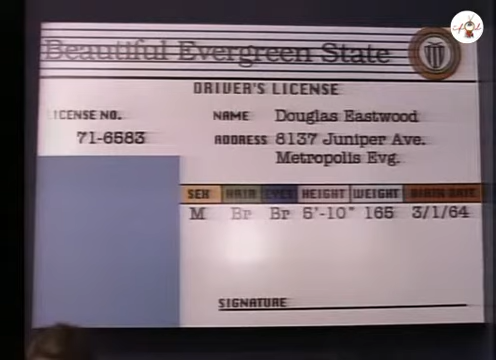 Beautiful Evergreen State
DRIVER'S LICENSE
LICENSE NO.
71-6583
NAME Douglas Eastwood
ADDRESS 8137 Juniper Ave.
Metropolis Evg.
SEX HAIR EYES HEIGHT WEIGHT BIRTH DATE
M Br Br 5'-10" 165 3/1/64
SIGNATURE